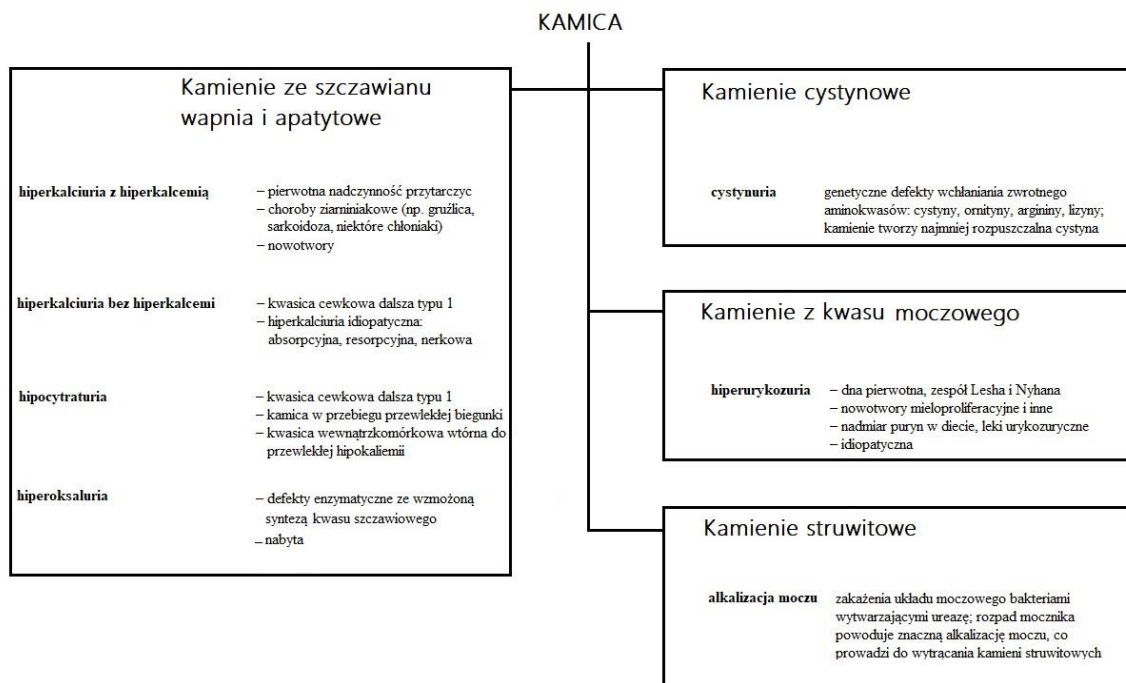 KAMICA
Kamienie ze szczawianu
wapnia i apatytowe
hiperkalciuria z hiperkalcemią
– pierwotna nadczynność przytarczyc
– choroby ziarniniakowe (np. gruźlica,
sarkoidoza, niektóre chłoniaki)
– nowotwory
hiperkalciuria bez hiperkalcemi
– kwasica cewkowa dalsza typu 1
– hiperkalciuria idiopatyczna:
absorpcyjna, resorpcyjna, nerkowa
hipocytraturia
– kwasica cewkowa dalsza typu 1
– kamica w przebiegu przewlekłej biegunki
– kwasica wewnątrzkomórkowa wtórna do
przewlekłej hipokaliemii
hiperoksaluria
– defekty enzymatyczne ze wzmożoną
syntezą kwasu szczawiowego
– nabyta
Kamienie cystynowe
cystynuria
genetyczne defekty wchłaniania zwrotnego
aminokwasów: cystyny, ornityny, argininy, lizyny;
kamienie tworzy najmniej rozpuszczalna cystyna
Kamienie z kwasu moczowego
hiperurykozuria
– dna pierwotna, zespół Lesha i Nyhana
– nowotwory mieloproliferacyjne i inne
– nadmiar puryn w diecie, leki urykozuryczne
– idiopatyczna
Kamienie struwitowe
alkalizacja moczu
zakażenia układu moczowego bakteriami
wytwarzającymi ureazę; rozpad mocznika
powoduje znaczną alkalizację moczu, co
prowadzi do wytrącania kamieni struwitowych